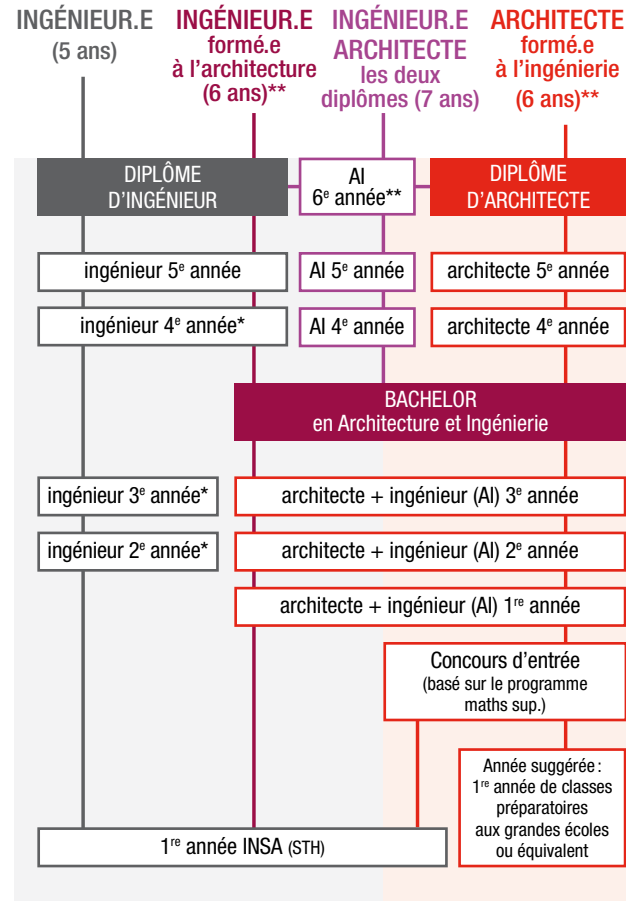 INGÉNIEUR.E
(5 ans)
INGÉNIEUR.E
formé.e
à l'architecture
(6 ans)**
INGÉNIEUR.E
ARCHITECTE
les deux
diplômes (7 ans)
ARCHITECTE
formé.e
à l'ingénierie
(6 ans)**
DIPLÔME
D'INGÉNIEUR
AI
6e année**
DIPLÔME
D'ARCHITECTE
ingénieur 5e année
AI 5e année
architecte 5e année
ingénieur 4e année*
AI 4e année
architecte 4e année
BACHELOR
en Architecture et Ingénierie
ingénieur 3e année*
architecte + ingénieur (AI) 3e année
ingénieur 2e année*
architecte + ingénieur (AI) 2e année
architecte + ingénieur (AI) 1re année
Concours d'entrée
(basé sur le programme
maths sup.)
Année suggérée :
1re année de classes
préparatoires
aux grandes écoles
ou équivalent
1re année INSA (STH)